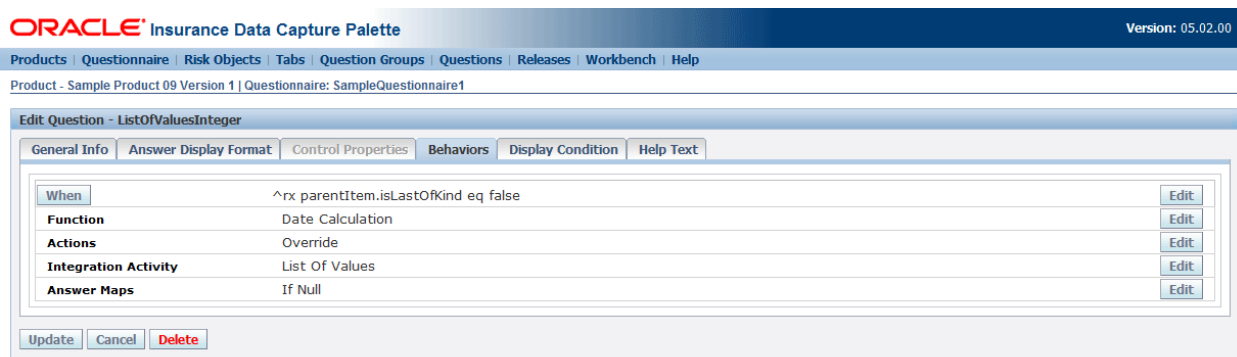 ORACLE Insurance Data Capture Palette Version: 05.02.00
Products | Questionnaire | Risk Objects | Tabs | Question Groups | Questions | Releases | Workbench | Help
Product - Sample Product 09 Version 1 | Questionnaire: SampleQuestionnaire1
Edit Question - ListOfValuesInteger
General Info Answer Display Format Control Properties Behaviors Display Condition Help Text
When ^rx parentItem.isLastOfKind eq false Edit
Function Date Calculation Edit
Actions Override Edit
Integration Activity List Of Values Edit
Answer Maps If Null Edit
Update Cancel Delete